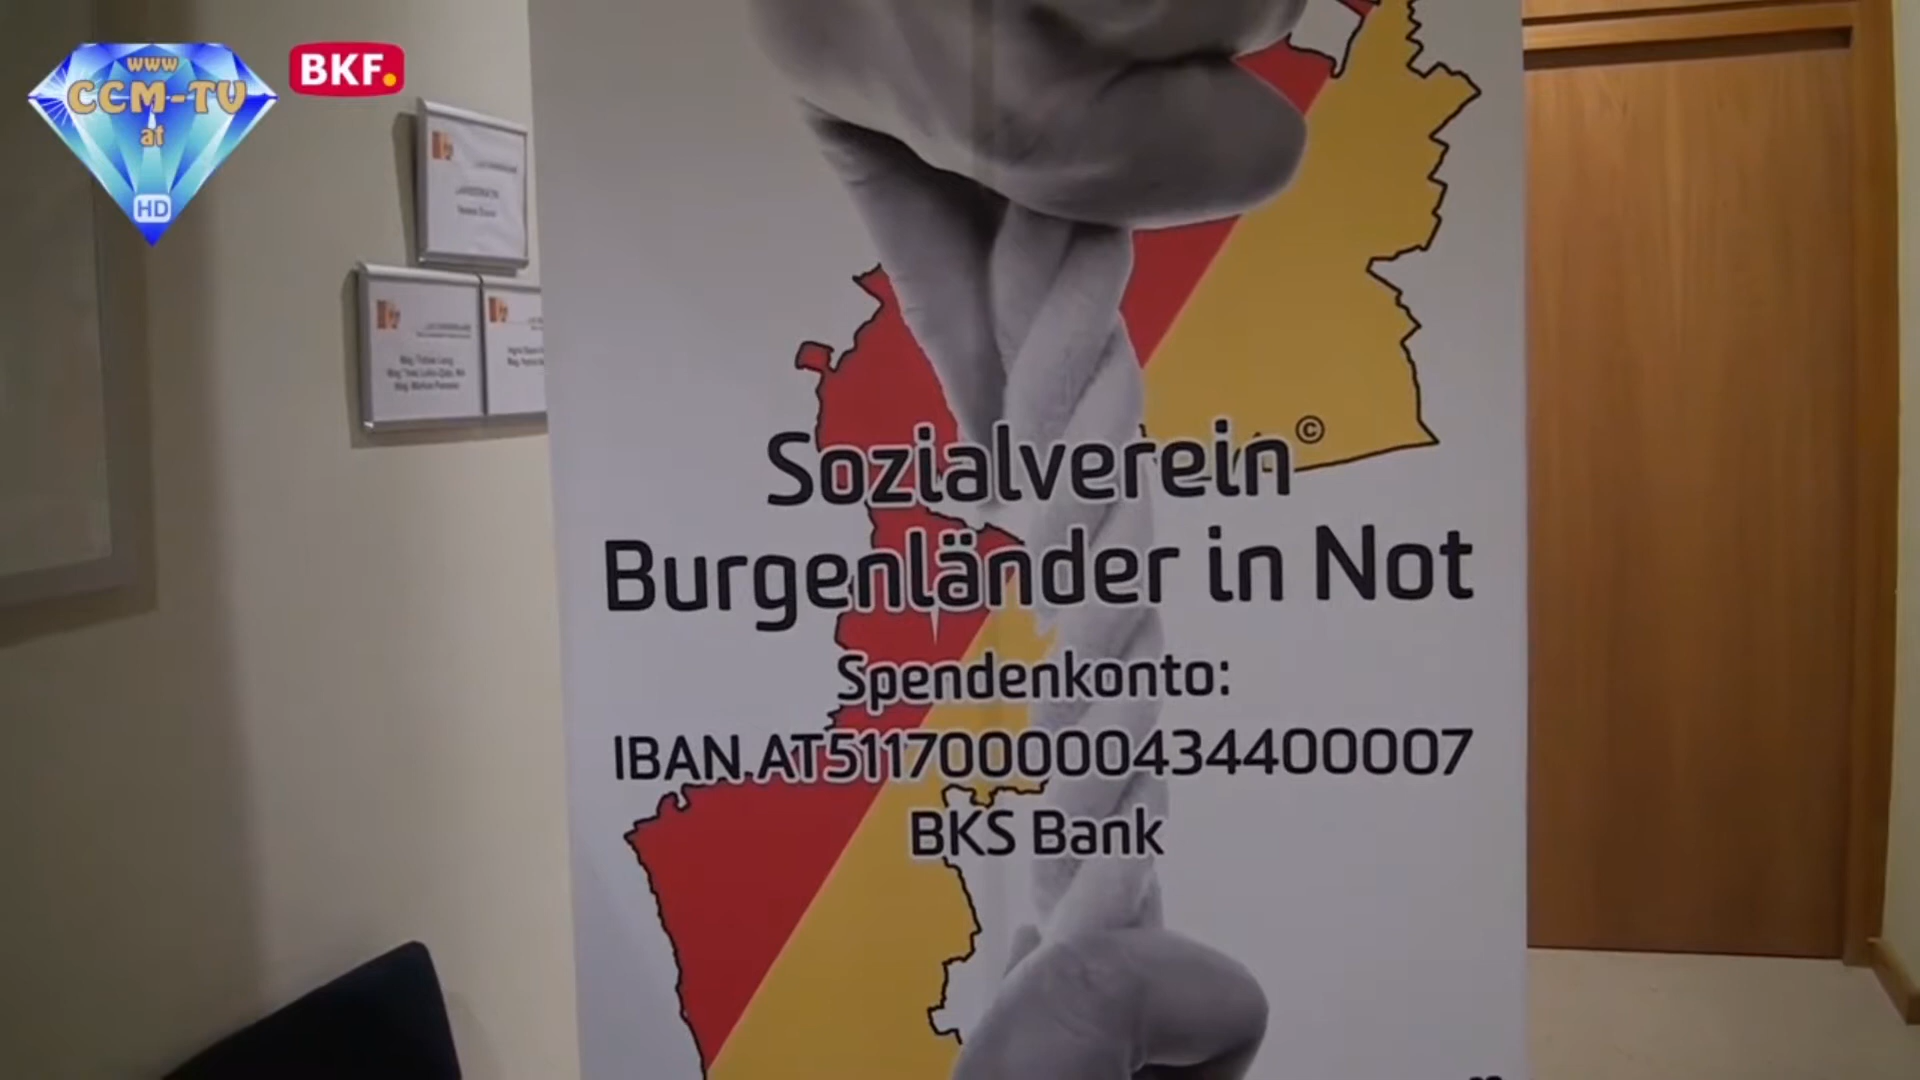 www
CCM-TV
at
HD
BKF.
Sozialverein©
Burgenländer in Not
Spendenkonto:
IBAN.AT511700000434400007
BKS Bank